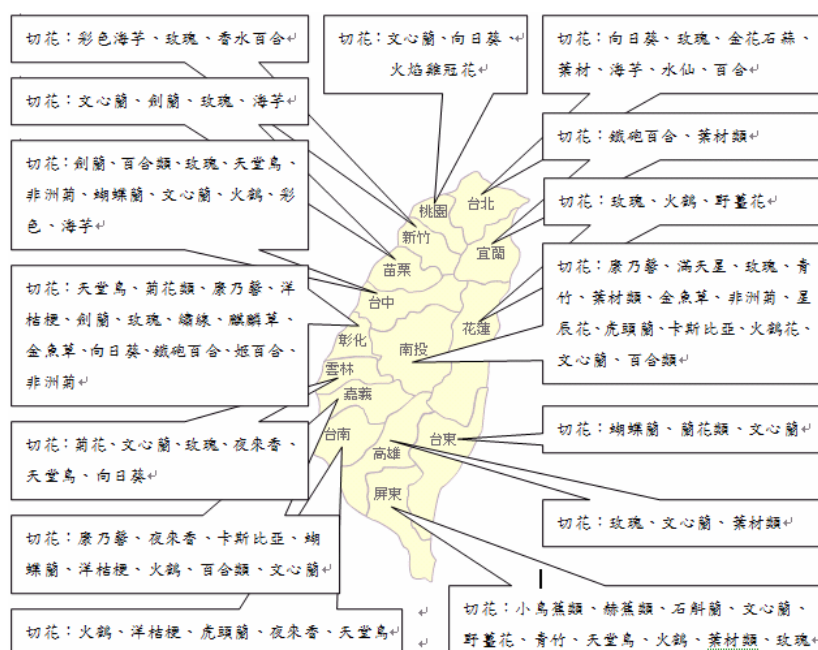 切花：彩色海芋、玫瑰、香水百合↵
切花：文心蘭、劍蘭、玫瑰、海芋↵
切花：劍蘭、百合類、玫瑰、天堂鳥、
非洲菊、蝴蝶蘭、文心蘭、火鶴、彩
色、海芋↵
切花：天堂鳥、菊花類、康乃馨、洋
桔梗、劍蘭、玫瑰、繡線、麒麟草、
金魚草、向日葵、鐵砲百合、姬百合、
非洲菊↵
切花：菊花、文心蘭、玫瑰、夜來香、
天堂鳥、向日葵↵
切花：康乃馨、夜來香、卡斯比亞、蝴
蝶蘭、洋桔梗、火鶴、百合類、文心蘭↵
切花：火鶴、洋桔梗、虎頭蘭、夜來香、天堂鳥↵
切花：文心蘭、向日葵、
火焰雞冠花↵
切花：向日葵、玫瑰、金花石蒜、
葉材、海芋、水仙、百合↵
切花：鐵砲百合、葉材類↵
切花：玫瑰、火鶴、野薑花↵
切花：康乃馨、滿天星、玫瑰、青
竹、葉材類、金魚草、非洲菊、星
辰花、虎頭蘭、卡斯比亞、火鶴花、
文心蘭、百合類↵
切花：蝴蝶蘭、蘭花類、文心蘭↵
切花：玫瑰、文心蘭、葉材類↵
切花：小鳥蕉類、赫蕉類、石斛蘭、文心蘭、
野薑花、青竹、天堂鳥、火鶴、葉材類、玫瑰↵
台北
桃園
新竹
宜蘭
苗栗
台中
花蓮
彰化
南投
雲林
嘉義
台南
台東
高雄
屏東